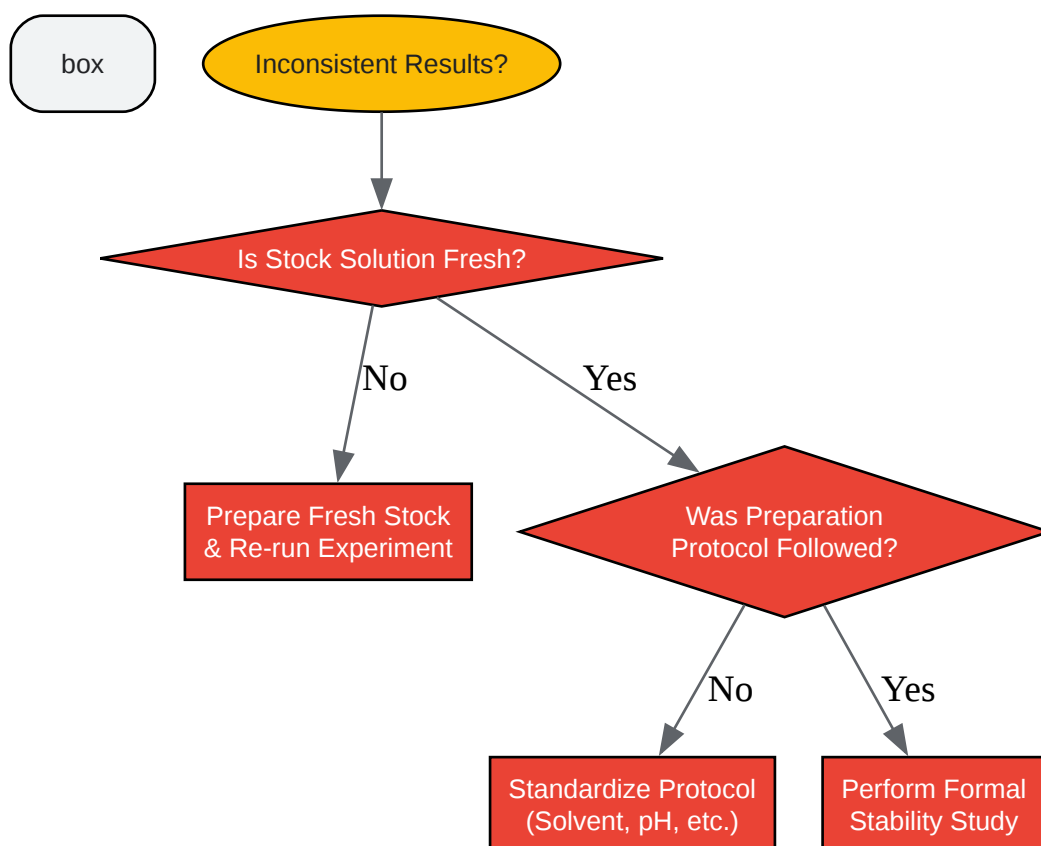 box
Inconsistent Results?
Is Stock Solution Fresh?
No
Yes
Prepare Fresh Stock
& Re-run Experiment
Was Preparation
Protocol Followed?
No
Yes
Standardize Protocol
(Solvent, pH, etc.)
Perform Formal
Stability Study